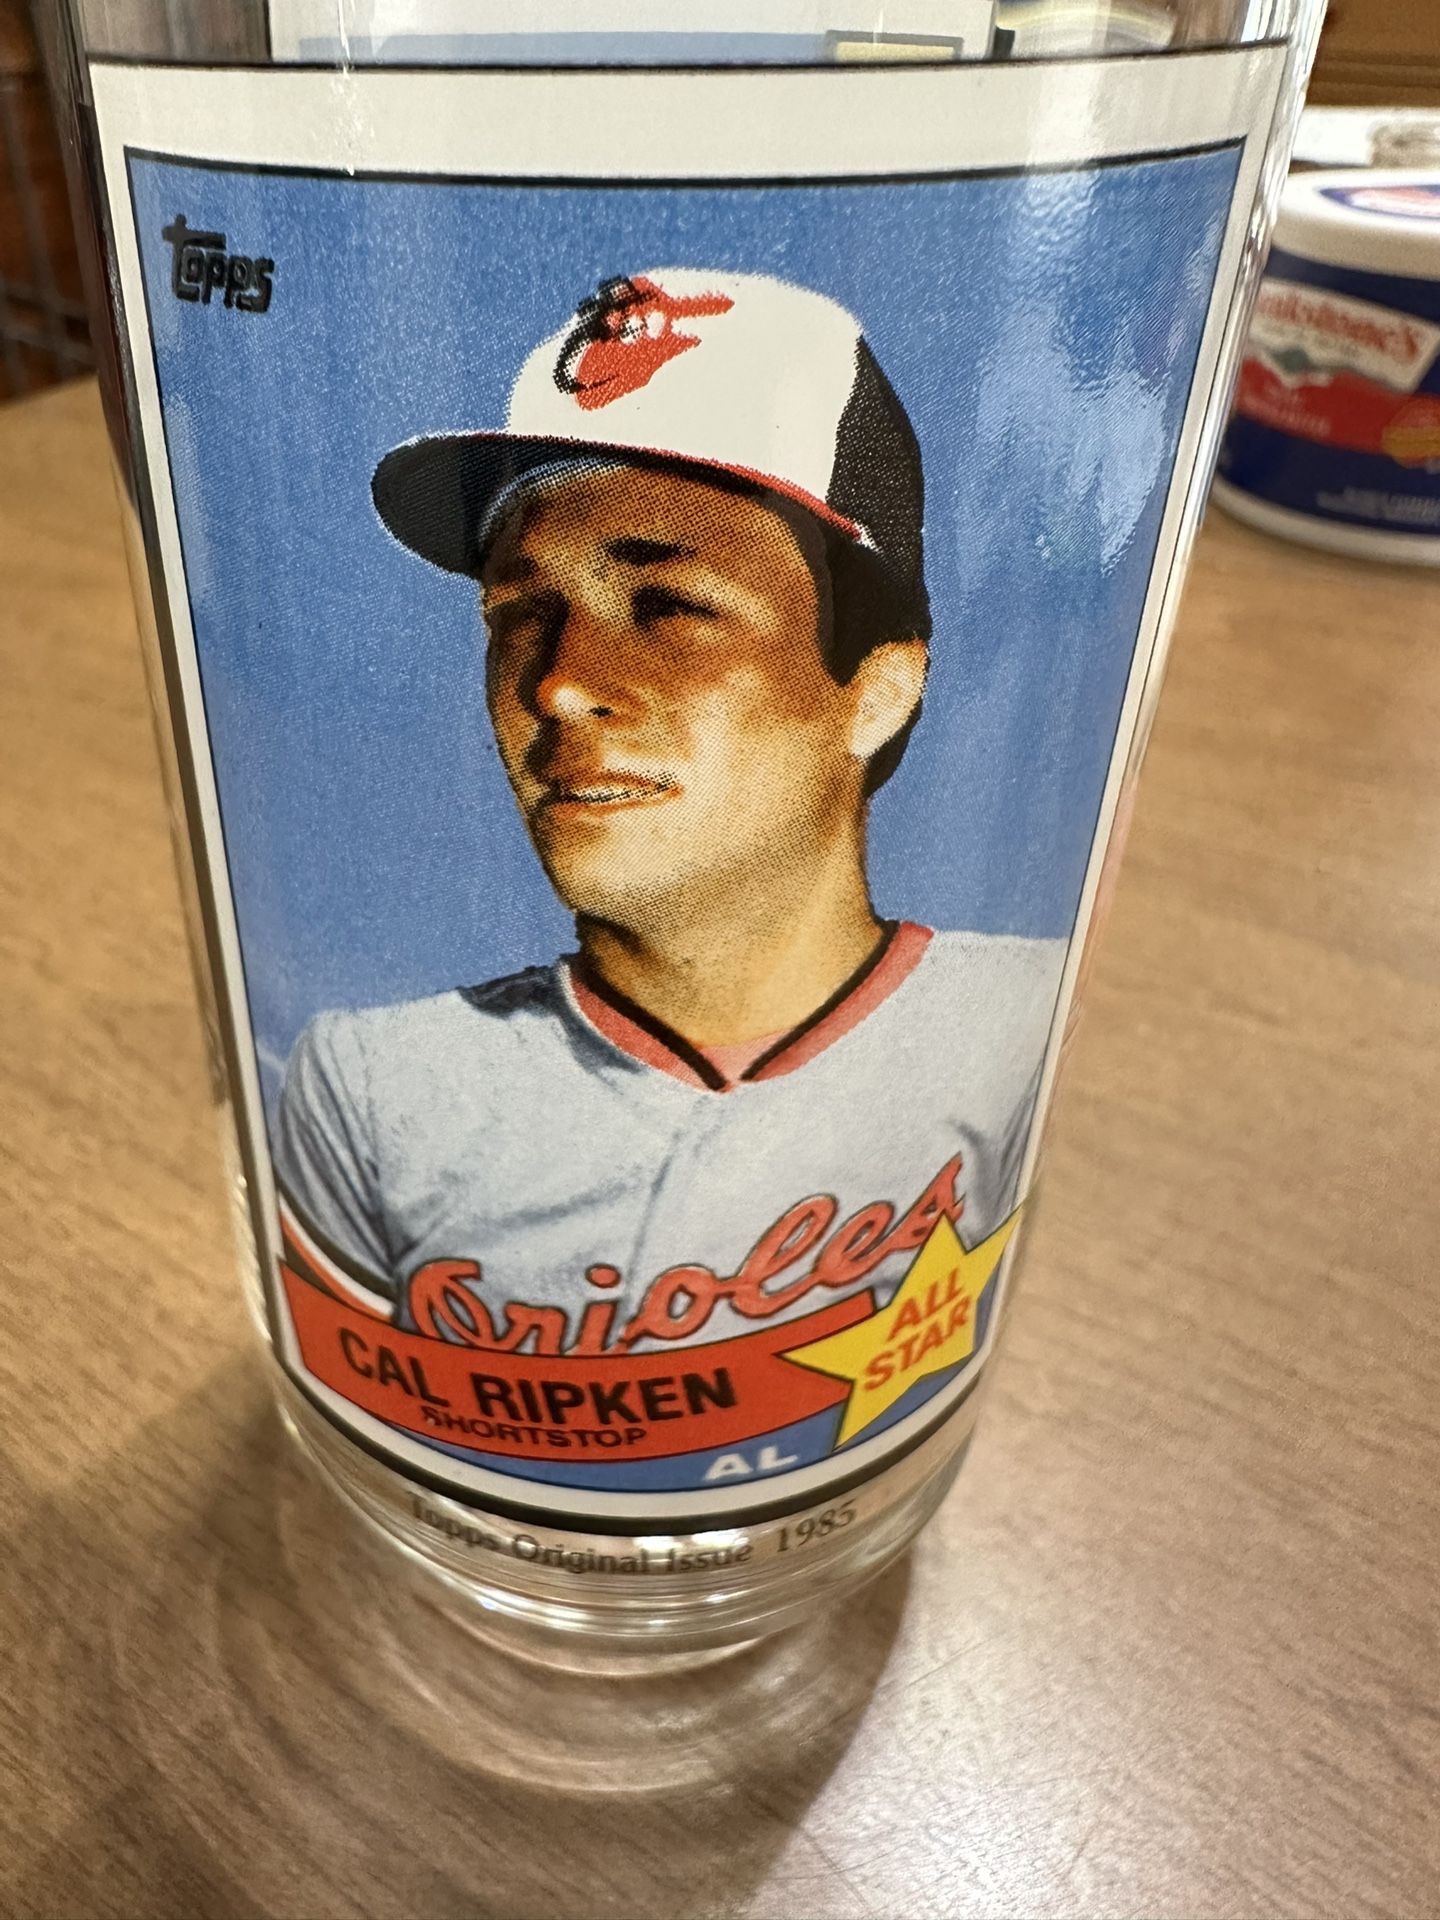 Topps
Orioles
ALL
STAR
CAL RIPKEN
SHORTSTOP
AL
Topps Original Issue 1985